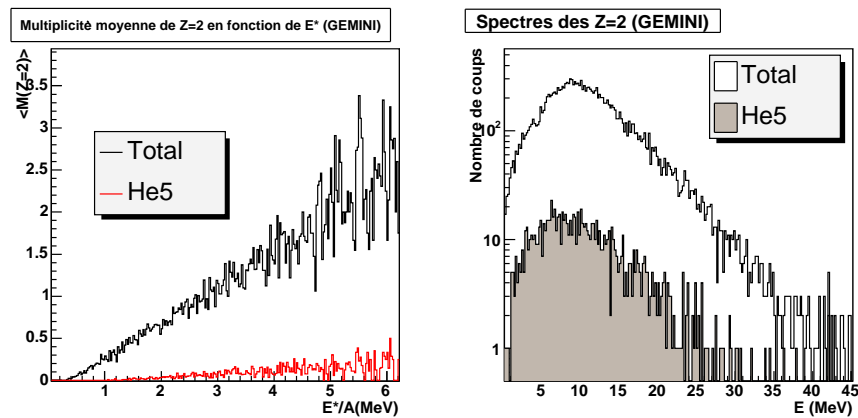 Multiplicité moyenne de Z=2 en fonction de E* (GEMINI)
<M(Z=2)>
3.5
3
2.5
2
1.5
1
0.5
0
Total
He5
1 2 3 4 5 6
E*/A(MeV)
Spectres des Z=2 (GEMINI)
Nombre de coups
10²
10
1
Total
He5
5 10 15 20 25 30 35 40 45
E (MeV)